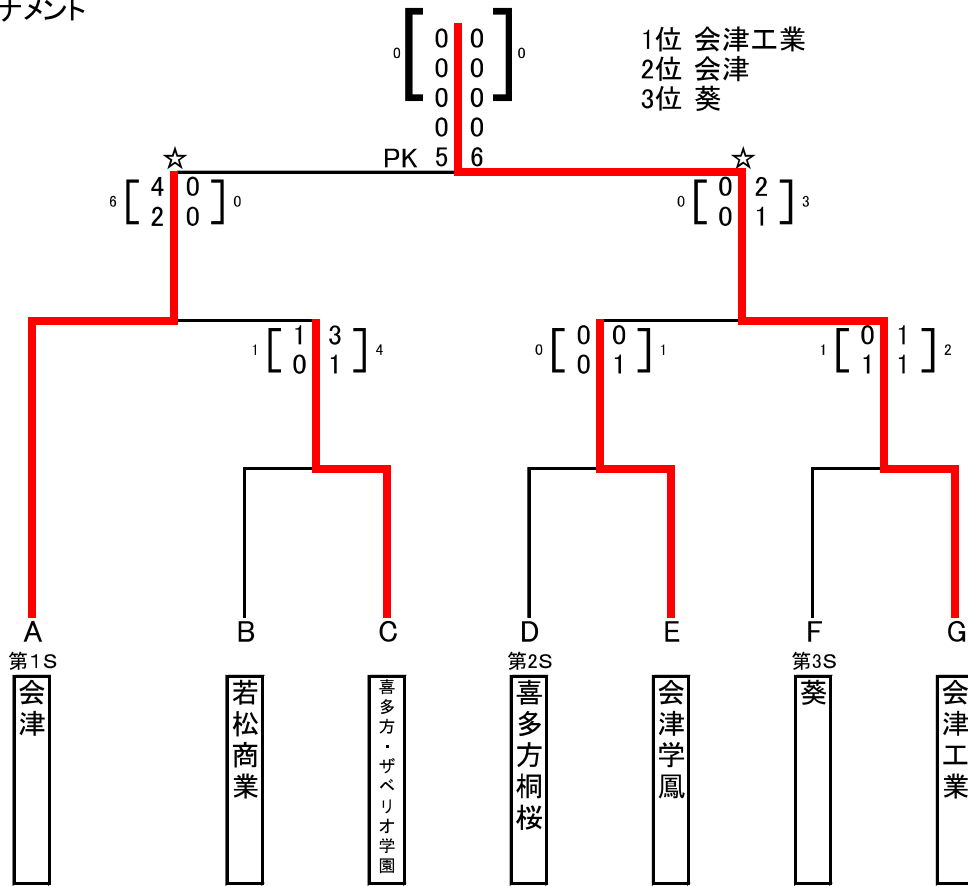 ナメント
0 0 0 0
0 0
0 0
0 0
PK 5 6
1位 会津工業
2位 会津
3位 葵
☆ ☆
6 4 0 0
2 0
0 0 2 3
0 1
1 1 3 4
0 1
0 0 0 1
0 1
1 0 1 2
1 1
A B C D E F G
第1S 第2S 第3S
会津
若松商業
喜多方・ザベリオ学園
喜多方桐桜
会津学鳳
葵
会津工業